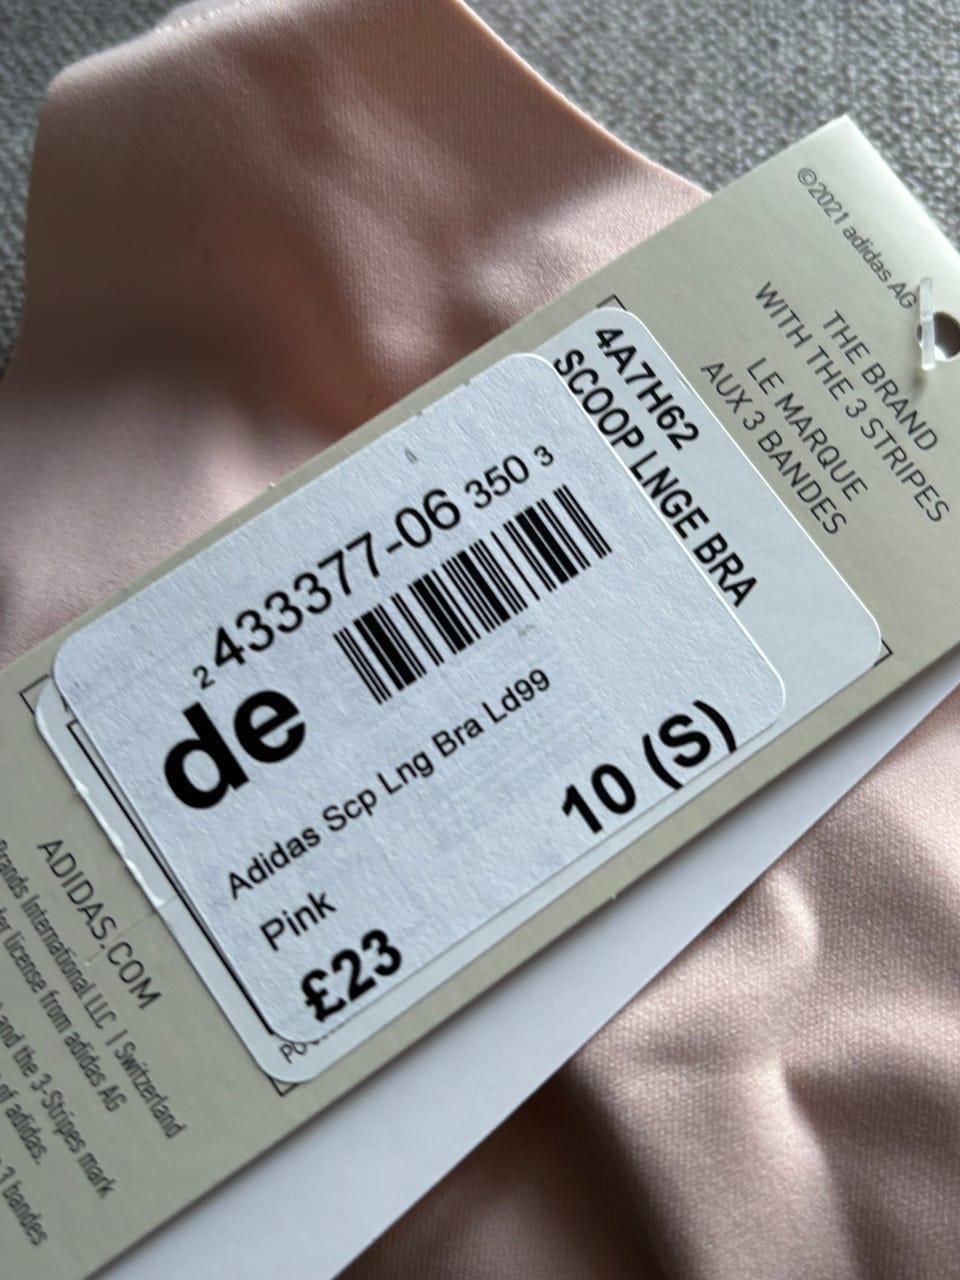 ©2021 adidas AG
THE BRAND
WITH THE 3 STRIPES
LE MARQUE
AUX 3 BANDES
4A7H62
SCOOP LNGE BRA
2 433377-06 350 3
de
Adidas Scp Lng Bra Ld99
10 (S)
Pink
£23
ADIDAS.COM
Brands International LLC | Switzerland
license from adidas AG
and the 3-Stripes mark
of adidas.
3 bandes